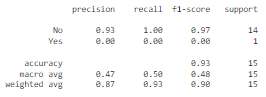 precision recall f1-score support
No 0.93 1.00 0.97 14
Yes 0.00 0.00 0.00 1
accuracy 0.93 15
macro avg 0.47 0.50 0.48 15
weighted avg 0.87 0.93 0.90 15